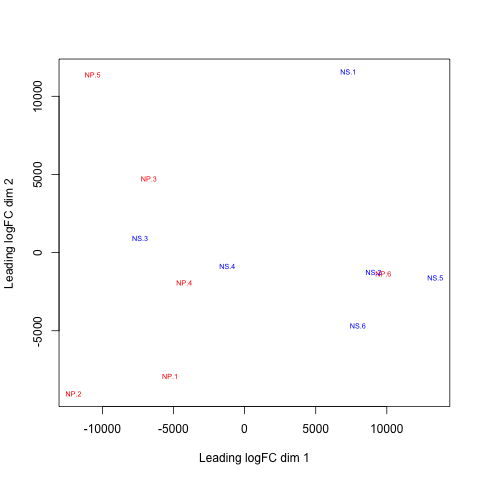 NP.5
NS.1
NP.3
NS.3
NS.4
NS.2
NP.6
NS.5
NP.4
NS.6
NP.1
NP.2
10000
5000
0
-5000
Leading logFC dim 2
-10000 -5000 0 5000 10000
Leading logFC dim 1